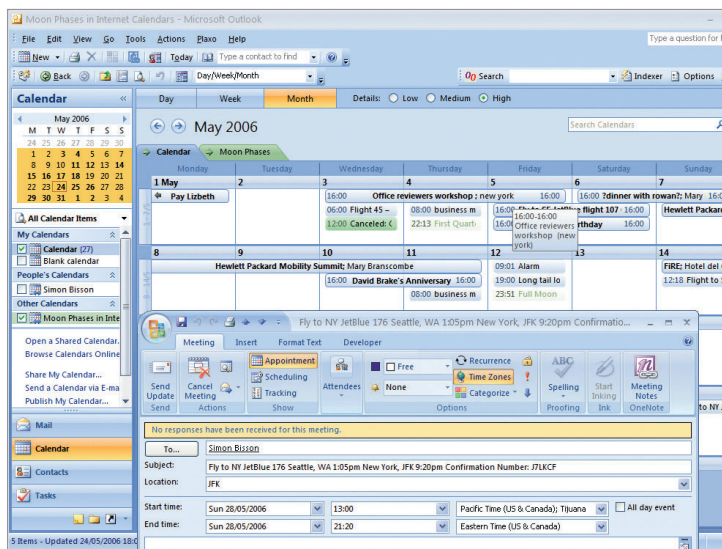 Moon Phases in Internet Calendars - Microsoft Outlook
File Edit View Go Tools Actions Plaxo Help
Type a question for
New Today Type a contact to find
Back Day/Week/Month Search Indexer Options
Calendar «
Day Week Month Details: Low Medium High
May 2006
M T W T F S S
24 25 26 27 28 29 30
1 2 3 4 5 6 7
8 9 10 11 12 13 14
15 16 17 18 19 20 21
22 23 24 25 26 27 28
29 30 31 1 2 3 4
All Calendar Items
My Calendars
Calendar (27)
Blank calendar
People's Calendars
Simon Bisson
Other Calendars
Moon Phases in Inte
Open a Shared Calendar.
Browse Calendars Online
Share My Calendar...
Send a Calendar via E-ma
Publish My Calendar...
Mail
Calendar
Contacts
Tasks
5 Items - Updated 24/05/2006 18:0
May 2006
Search Calendars
Calendar Moon Phases
Monday Tuesday Wednesday Thursday Friday Saturday Sunday
1 May 2 3 4 5 6 7
Pay Lizbeth
16:00 Office reviewers workshop ; new york 16:00
16:00 ?dinner with rowan?; Mary 16:0
06:00 Flight 45 –
08:00 business m
flight 107 - 16:00
Hewlett Packard
12:00 Canceled: (
22:13 First Quart
rthday 16:00
16:00-16:00
Office reviewers
workshop (new
york)
8 9 10 11 12 13 14
Hewlett Packard Mobility Summit; Mary Branscombe
09:01 Alarm
FiRE; Hotel del
16:00 David Brake's Anniversary 16:00
19:00 Long tail lo
12:18 Flight to S
08:00 business m
23:51 Full Moon
to NY
Fly to NY JetBlue 176 Seattle, WA 1:05pm New York, JFK 9:20pm Confirmatio...
Meeting Insert Format Text Developer
Send Update
Cancel Meeting
Appointment
Scheduling
Tracking
Attendees
Free
None
Recurrence
Time Zones
Categorize
Spelling
Start Inking
Meeting Notes
Send Actions Show Options Proofing Ink OneNote
No responses have been received for this meeting.
To... Simon Bisson
Subject: Fly to NY JetBlue 176 Seattle, WA 1:05pm New York, JFK 9:20pm Confirmation Number: J7LKCF
Location: JFK
Start time: Sun 28/05/2006 13:00 Pacific Time (US & Canada); Tijuana All day event
End time: Sun 28/05/2006 21:20 Eastern Time (US & Canada)